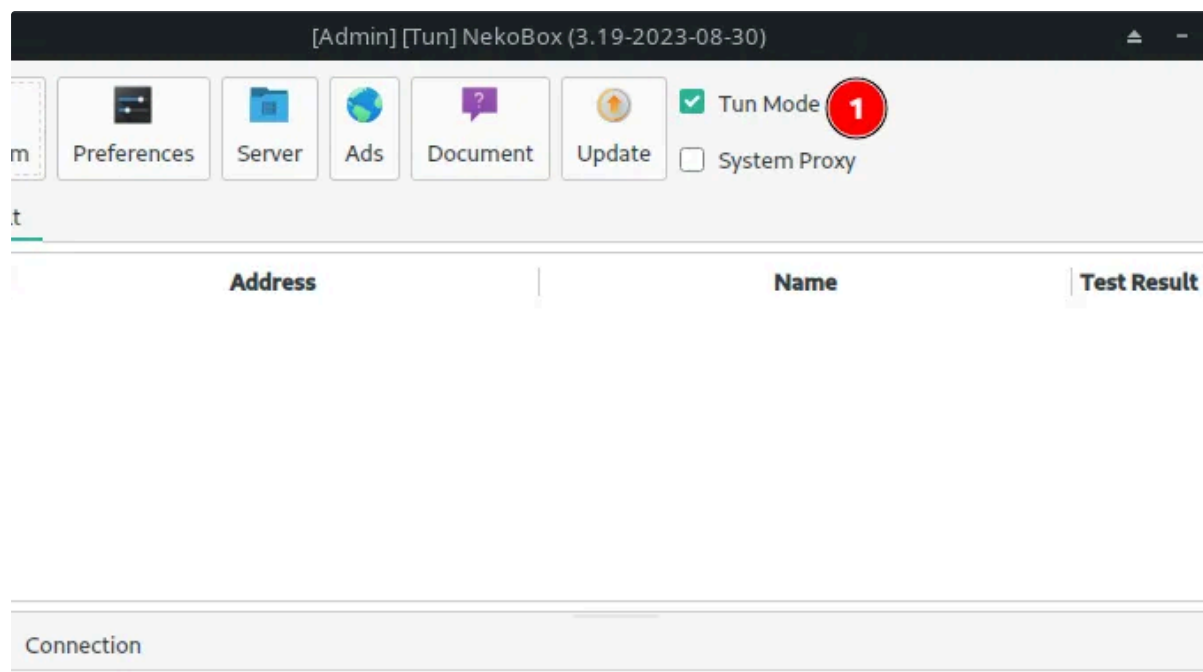 [Admin] [Tun] NekoBox (3.19-2023-08-30)
m Preferences Server Ads Document Update
Tun Mode 1
System Proxy
t
Address Name Test Result
Connection